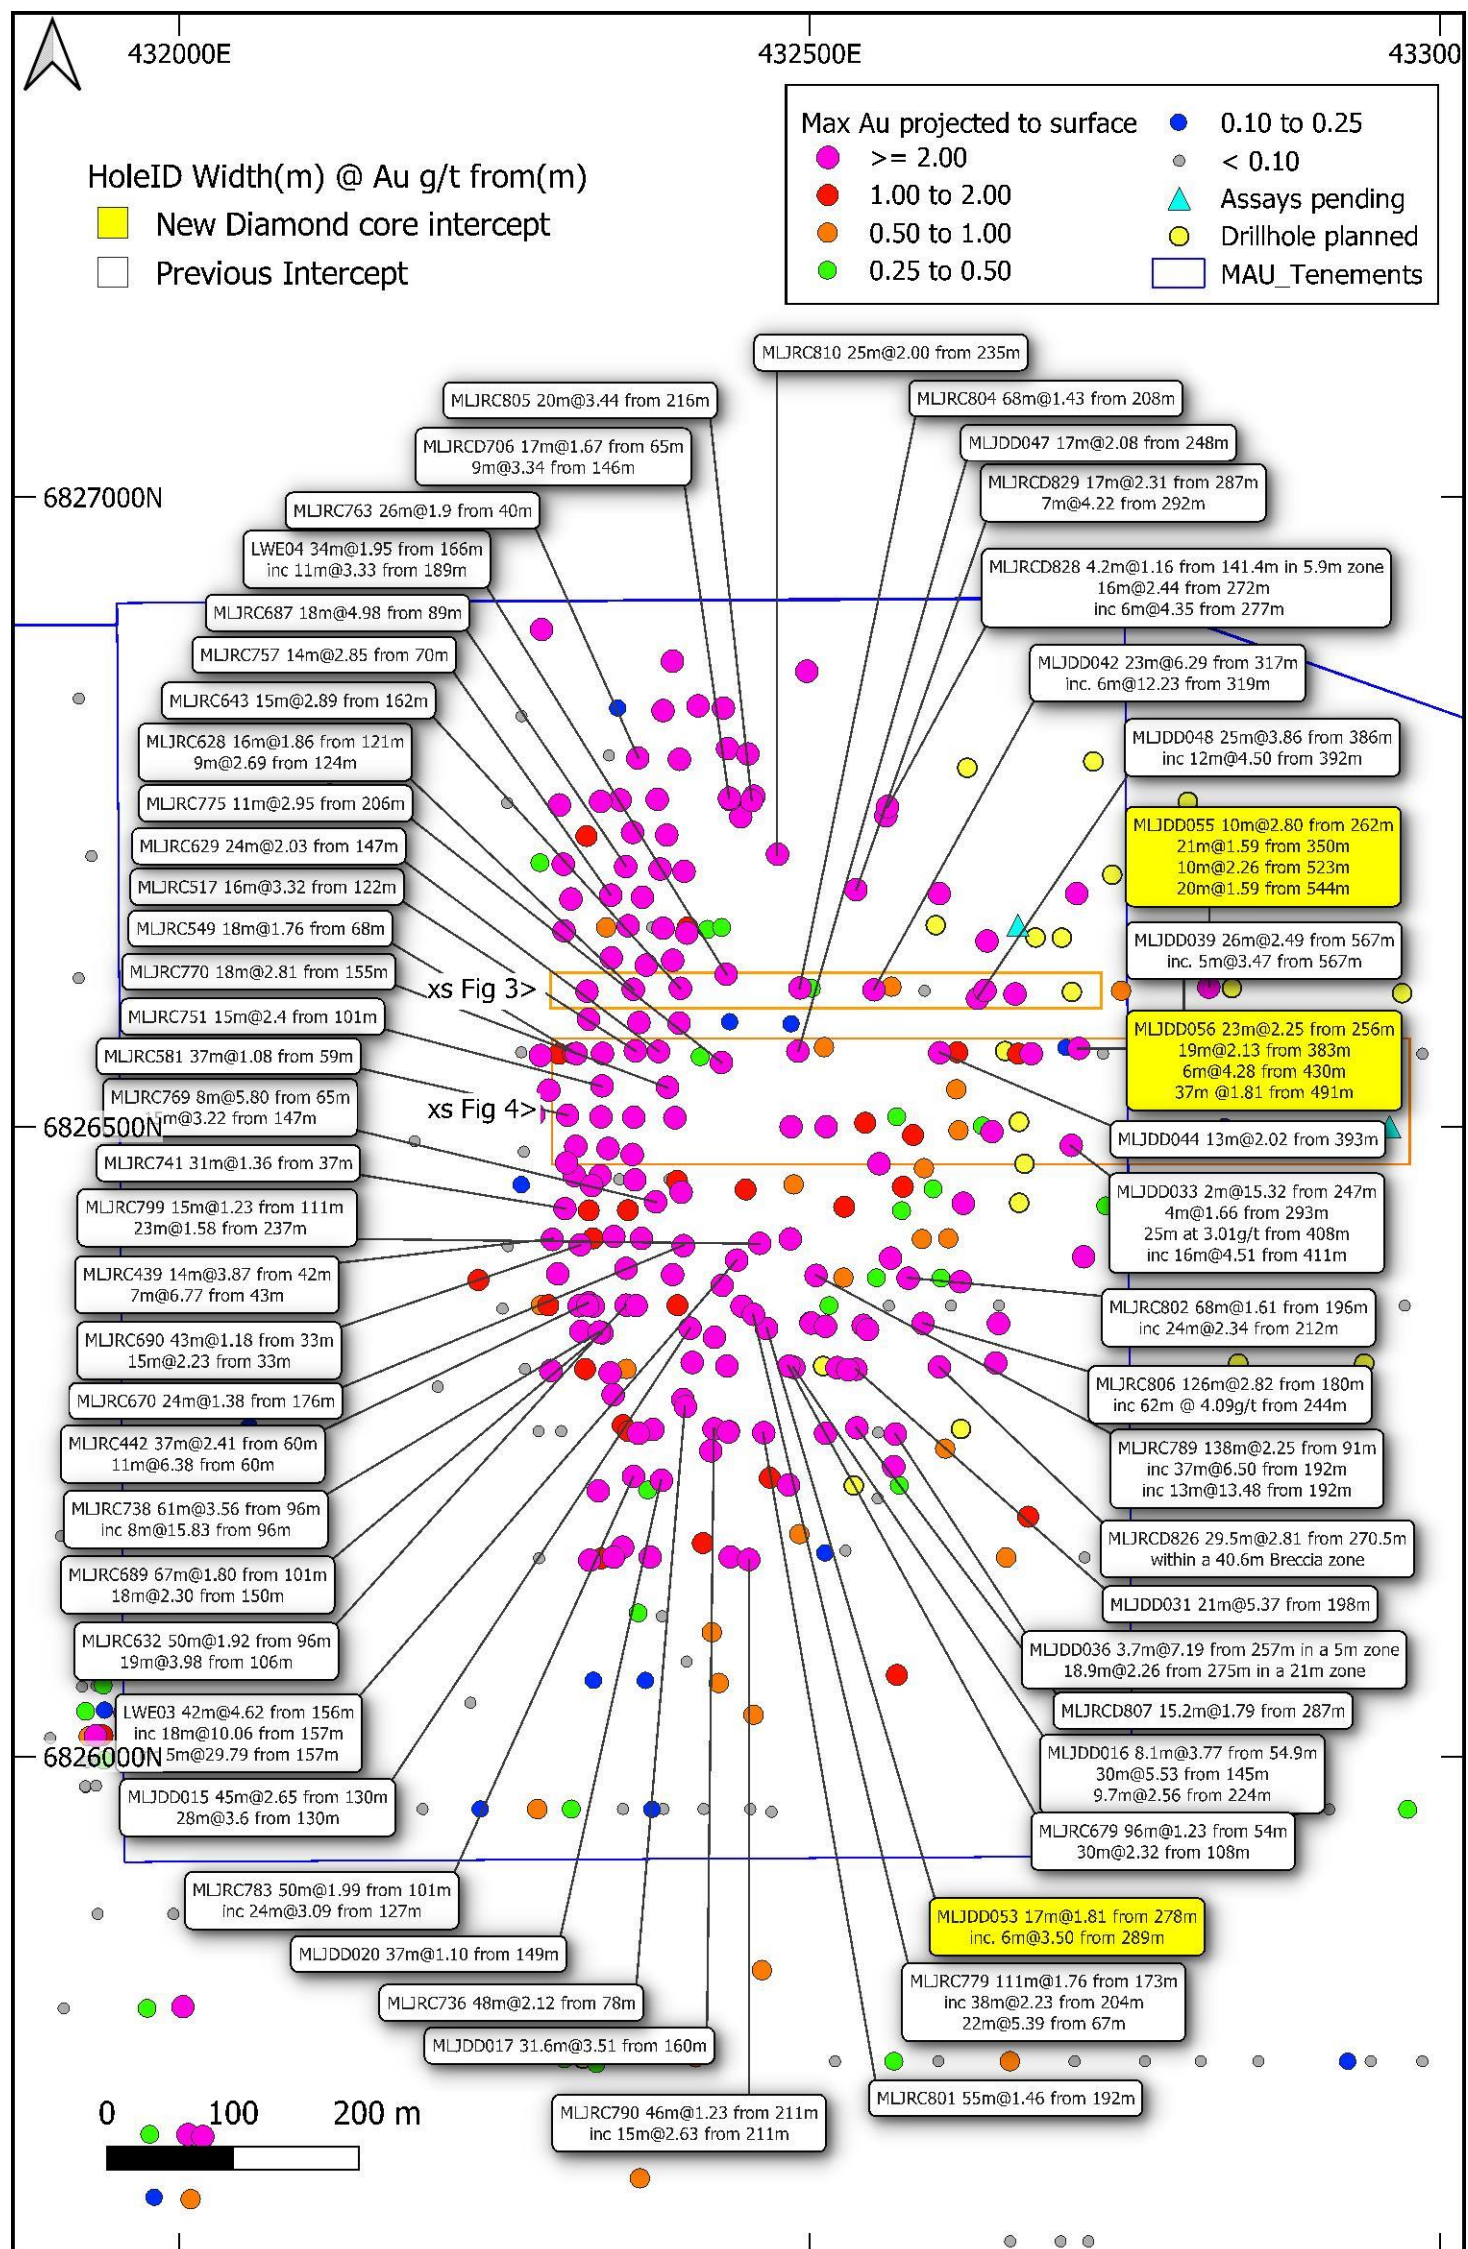 432000E
432500E
43300
Max Au projected to surface
>= 2.00
1.00 to 2.00
0.50 to 1.00
0.25 to 0.50
0.10 to 0.25
< 0.10
Assays pending
Drillhole planned
MAU_Tenements
HoleID Width(m) @ Au g/t from(m)
New Diamond core intercept
Previous Intercept
MLJRC810 25m@2.00 from 235m
MLJRC805 20m@3.44 from 216m
MLJRC804 68m@1.43 from 208m
MLJRCD706 17m@1.67 from 65m
9m@3.34 from 146m
MLJDD047 17m@2.08 from 248m
MLJRCD829 17m@2.31 from 287m
7m@4.22 from 292m
6827000N
MLJRC763 26m@1.9 from 40m
LWE04 34m@1.95 from 166m
inc 11m@3.33 from 189m
MLJRCD828 4.2m@1.16 from 141.4m in 5.9m zone
16m@2.44 from 272m
inc 6m@4.35 from 277m
MLJRC687 18m@4.98 from 89m
MLJRC757 14m@2.85 from 70m
MLJDD042 23m@6.29 from 317m
inc. 6m@12.23 from 319m
MLJRC643 15m@2.89 from 162m
MLJRC628 16m@1.86 from 121m
9m@2.69 from 124m
MLJDD048 25m@3.86 from 386m
inc 12m@4.50 from 392m
MLJRC775 11m@2.95 from 206m
MLJDD055 10m@2.80 from 262m
21m@1.59 from 350m
10m@2.26 from 523m
20m@1.59 from 544m
MLJRC629 24m@2.03 from 147m
MLJRC517 16m@3.32 from 122m
MLJRC549 18m@1.76 from 68m
MLJDD039 26m@2.49 from 567m
inc. 5m@3.47 from 567m
MLJRC770 18m@2.81 from 155m
xs Fig 3>
MLJRC751 15m@2.4 from 101m
MLJDD056 23m@2.25 from 256m
19m@2.13 from 383m
6m@4.28 from 430m
37m @1.81 from 491m
MLJRC581 37m@1.08 from 59m
MLJRC769 8m@5.80 from 65m
15m@3.22 from 147m
xs Fig 4>
6826500N
MLJDD044 13m@2.02 from 393m
MLJRC741 31m@1.36 from 37m
MLJDD033 2m@15.32 from 247m
4m@1.66 from 293m
25m at 3.01g/t from 408m
inc 16m@4.51 from 411m
MLJRC799 15m@1.23 from 111m
23m@1.58 from 237m
MLJRC439 14m@3.87 from 42m
7m@6.77 from 43m
MLJRC802 68m@1.61 from 196m
inc 24m@2.34 from 212m
MLJRC690 43m@1.18 from 33m
15m@2.23 from 33m
MLJRC806 126m@2.82 from 180m
inc 62m @ 4.09g/t from 244m
MLJRC670 24m@1.38 from 176m
MLJRC442 37m@2.41 from 60m
11m@6.38 from 60m
MLJRC789 138m@2.25 from 91m
inc 37m@6.50 from 192m
inc 13m@13.48 from 192m
MLJRC738 61m@3.56 from 96m
inc 8m@15.83 from 96m
MLJRCD826 29.5m@2.81 from 270.5m
within a 40.6m Breccia zone
MLJRC689 67m@1.80 from 101m
18m@2.30 from 150m
MLJDD031 21m@5.37 from 198m
MLJRC632 50m@1.92 from 96m
19m@3.98 from 106m
MLJDD036 3.7m@7.19 from 257m in a 5m zone
18.9m@2.26 from 275m in a 21m zone
LWE03 42m@4.62 from 156m
inc 18m@10.06 from 157m
5m@29.79 from 157m
MLJRCD807 15.2m@1.79 from 287m
6826000N
MLJDD016 8.1m@3.77 from 54.9m
30m@5.53 from 145m
9.7m@2.56 from 224m
MLJDD015 45m@2.65 from 130m
28m@3.6 from 130m
MLJRC679 96m@1.23 from 54m
30m@2.32 from 108m
MLJRC783 50m@1.99 from 101m
inc 24m@3.09 from 127m
MLJDD053 17m@1.81 from 278m
inc. 6m@3.50 from 289m
MLJDD020 37m@1.10 from 149m
MLJRC779 111m@1.76 from 173m
inc 38m@2.23 from 204m
22m@5.39 from 67m
MLJRC736 48m@2.12 from 78m
MLJDD017 31.6m@3.51 from 160m
MLJRC801 55m@1.46 from 192m
MLJRC790 46m@1.23 from 211m
inc 15m@2.63 from 211m
0 100 200 m